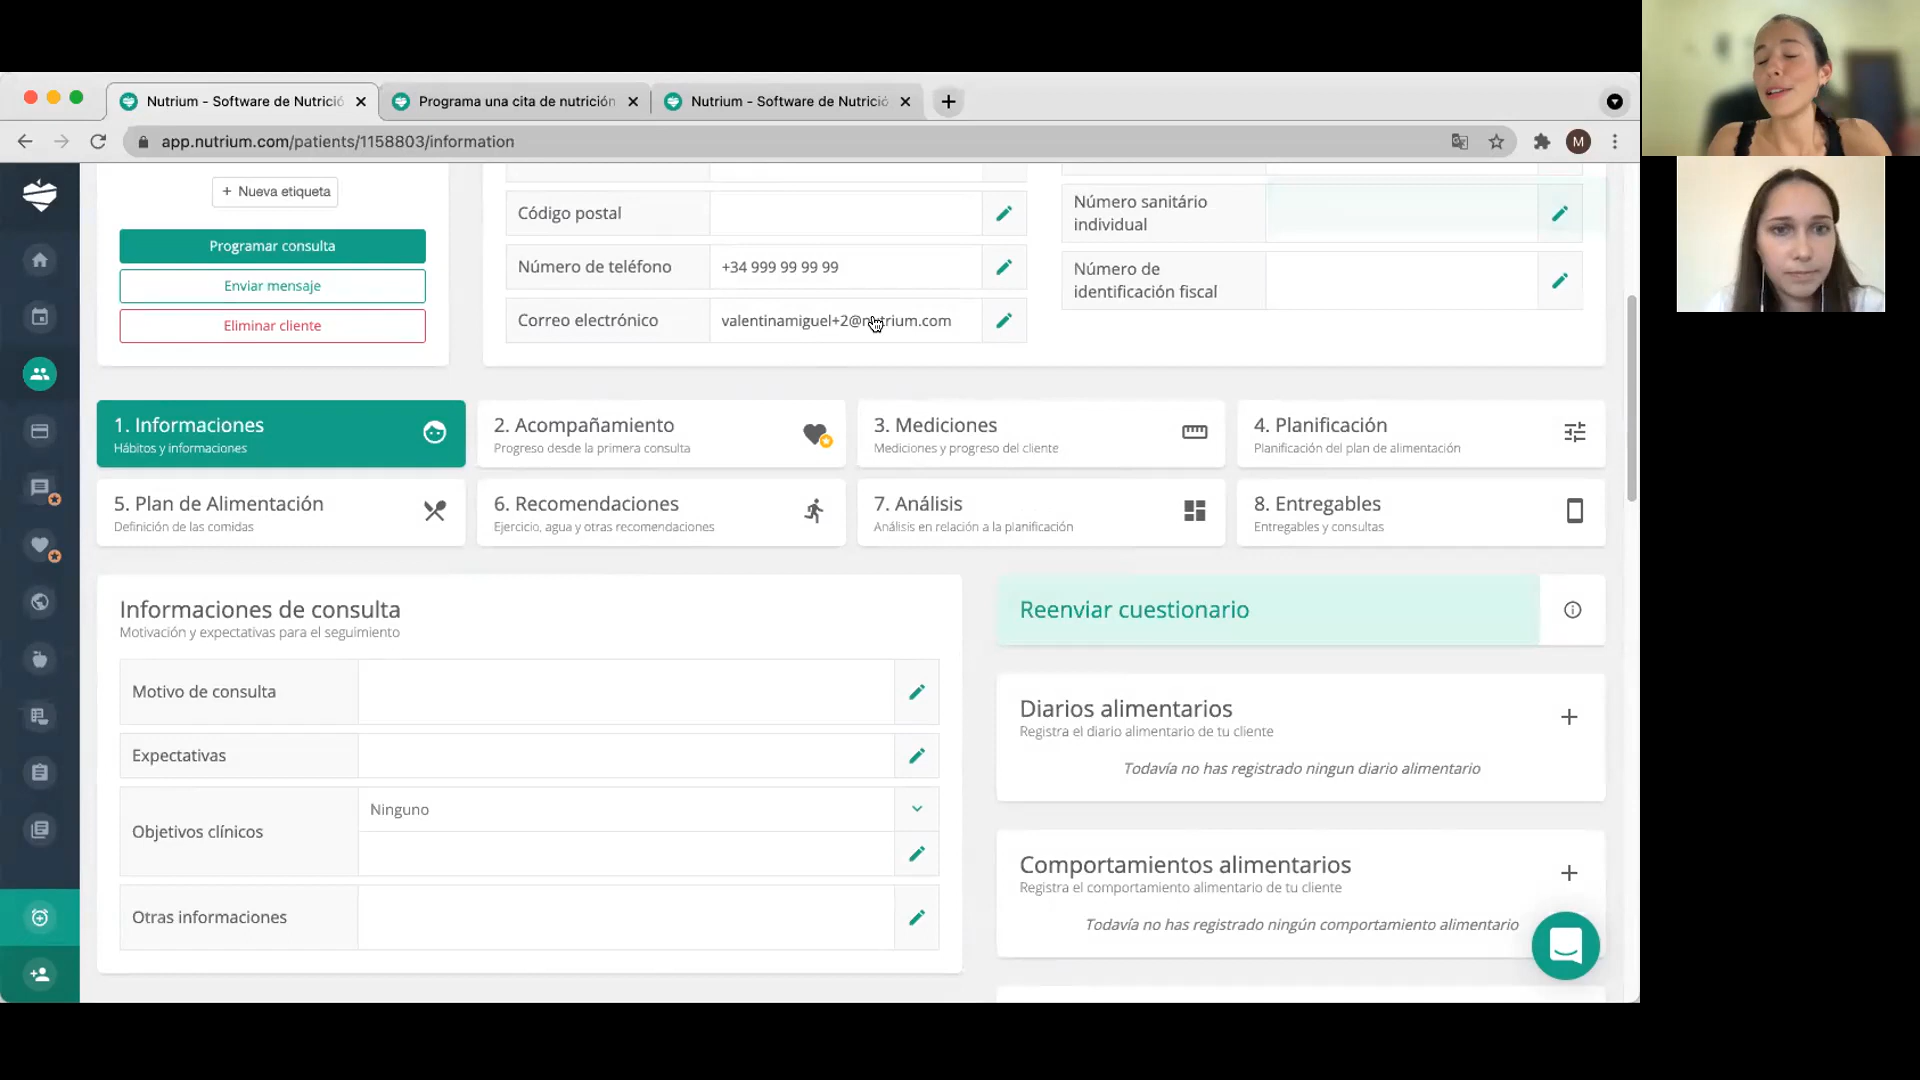 Nutrium - Software de Nutrició
Programa una cita de nutrición
Nutrium - Software de Nutrició
app.nutrium.com/patients/1158803/information
M
+ Nueva etiqueta
Programar consulta
Enviar mensaje
Eliminar cliente
Código postal
Número de teléfono
+34 999 99 99 99
Correo electrónico
valentinamiguel+2@nutrium.com
Número sanitário
individual
Número de
identificación fiscal
1. Informaciones
Hábitos y informaciones
2. Acompañamiento
Progreso desde la primera consulta
3. Mediciones
Mediciones y progreso del cliente
4. Planificación
Planificación del plan de alimentación
5. Plan de Alimentación
Definición de las comidas
6. Recomendaciones
Ejercicio, agua y otras recomendaciones
7. Análisis
Análisis en relación a la planificación
8. Entregables
Entregables y consultas
Informaciones de consulta
Motivación y expectativas para el seguimiento
Motivo de consulta
Expectativas
Objetivos clínicos
Ninguno
Otras informaciones
Reenviar cuestionario
Diarios alimentarios
Registra el diario alimentario de tu cliente
Todavía no has registrado ningun diario alimentario
Comportamientos alimentarios
Registra el comportamiento alimentario de tu cliente
Todavía no has registrado ningún comportamiento alimentario